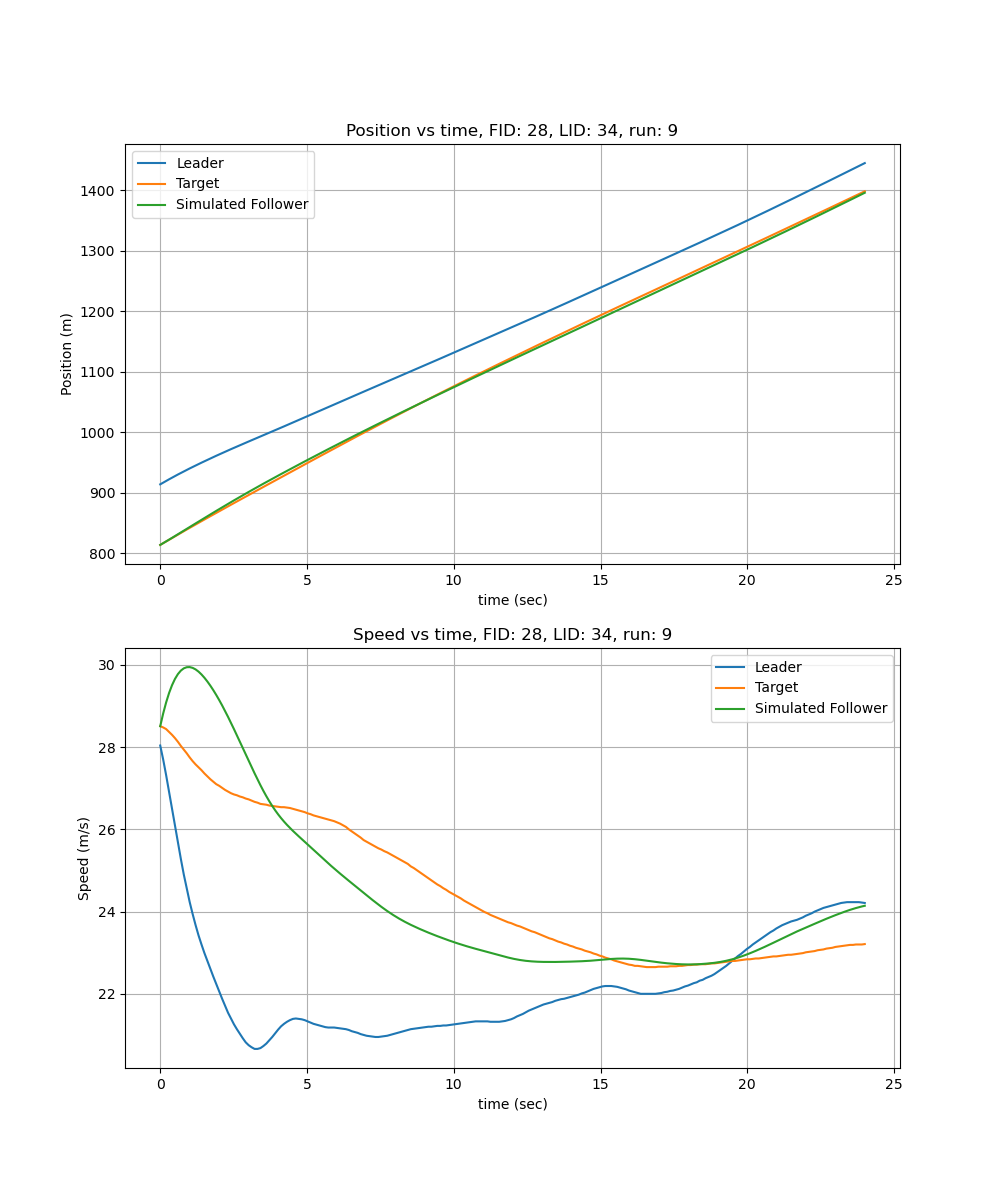 Position vs time, FID: 28, LID: 34, run: 9
Leader
Target
Simulated Follower
1400
1300
1200
1100
1000
900
800
Position (m)
0 5 10 15 20 25
time (sec)
Speed vs time, FID: 28, LID: 34, run: 9
Leader
Target
Simulated Follower
30
28
26
24
22
Speed (m/s)
0 5 10 15 20 25
time (sec)